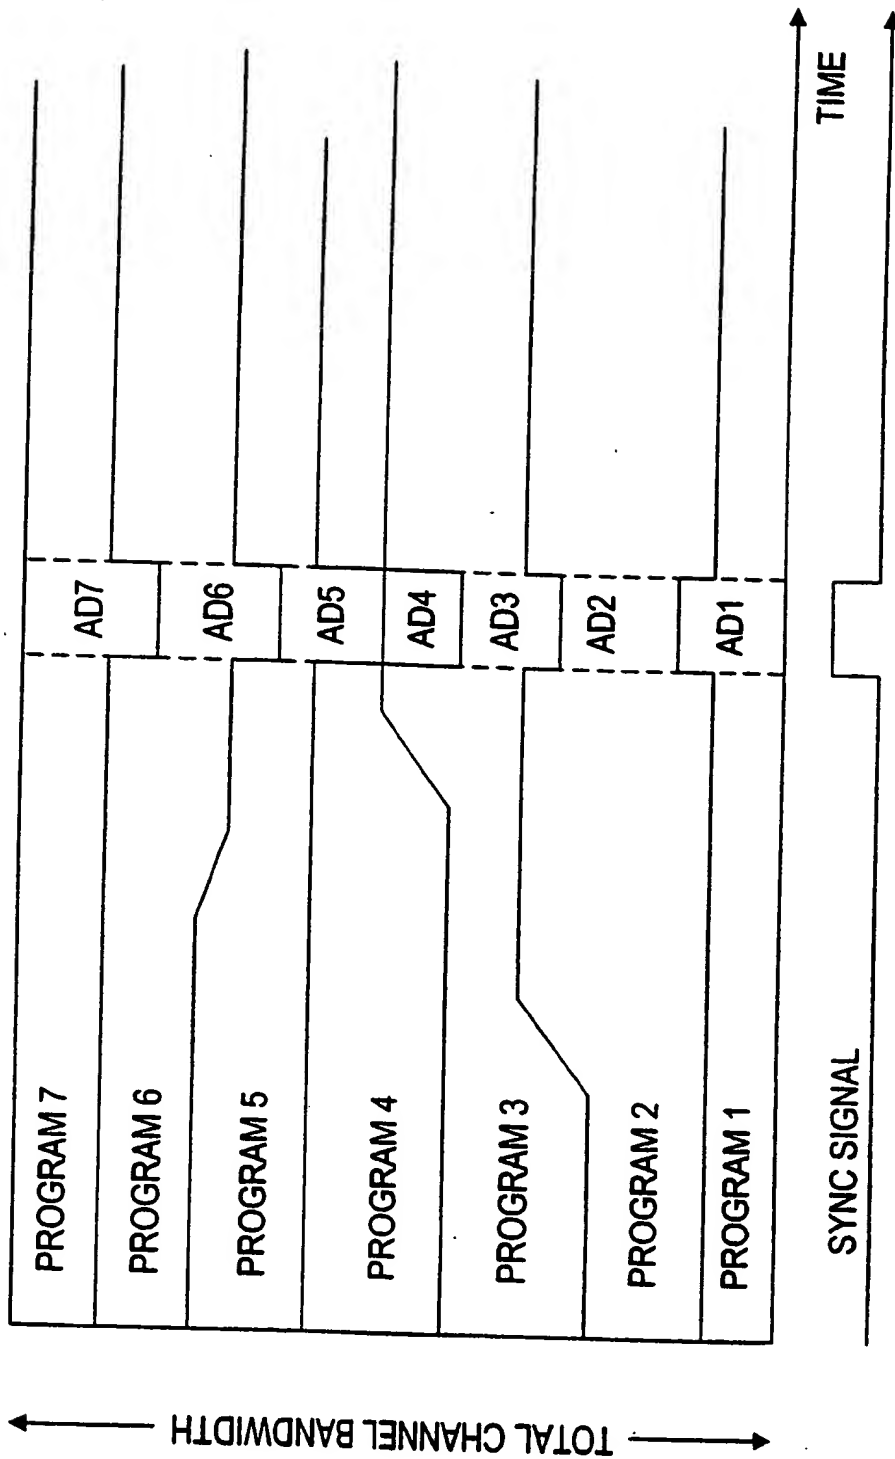 TOTAL CHANNEL BANDWIDTH
PROGRAM 7
PROGRAM 6
PROGRAM 5
PROGRAM 4
PROGRAM 3
PROGRAM 2
PROGRAM 1
AD7
AD6
AD5
AD4
AD3
AD2
AD1
TIME
SYNC SIGNAL